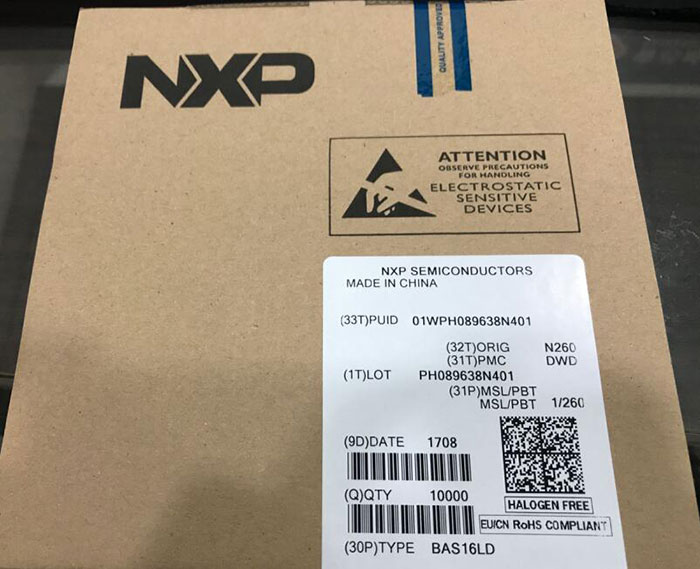 NXP
QUALITY APPROVED
ATTENTION
OBSERVE PRECAUTIONS
FOR HANDLING
ELECTROSTATIC
SENSITIVE
DEVICES
NXP SEMICONDUCTORS
MADE IN CHINA
(33T)PUID 01WPH089638N401
(32T)ORIG N260
(31T)PMC DWD
(1T)LOT PH089638N401
(31P)MSL/PBT
MSL/PBT 1/260
(9D)DATE 1708
(Q)QTY 10000
HALOGEN FREE
EU/CN RoHS COMPLIANT
(30P)TYPE BAS16LD